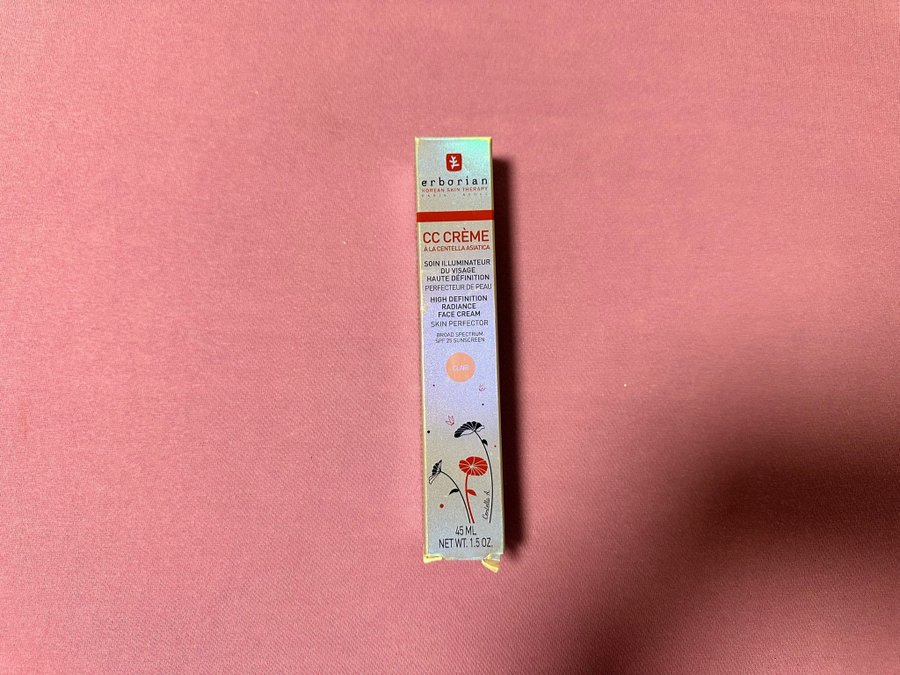 erborian
KOREAN SKIN THERAPY
CC CRÈME
À LA CENTELLA ASIATICA
SOIN ILLUMINATEUR
DU VISAGE
HAUTE DÉFINITION
PERFECTEUR DE PEAU
HIGH DEFINITION
RADIANCE
FACE CREAM
SKIN PERFECTOR
BROAD SPECTRUM
SPF 25 SUNSCREEN
CLAIR
Centella A.
45 ML
NET WT. 1.5 OZ.